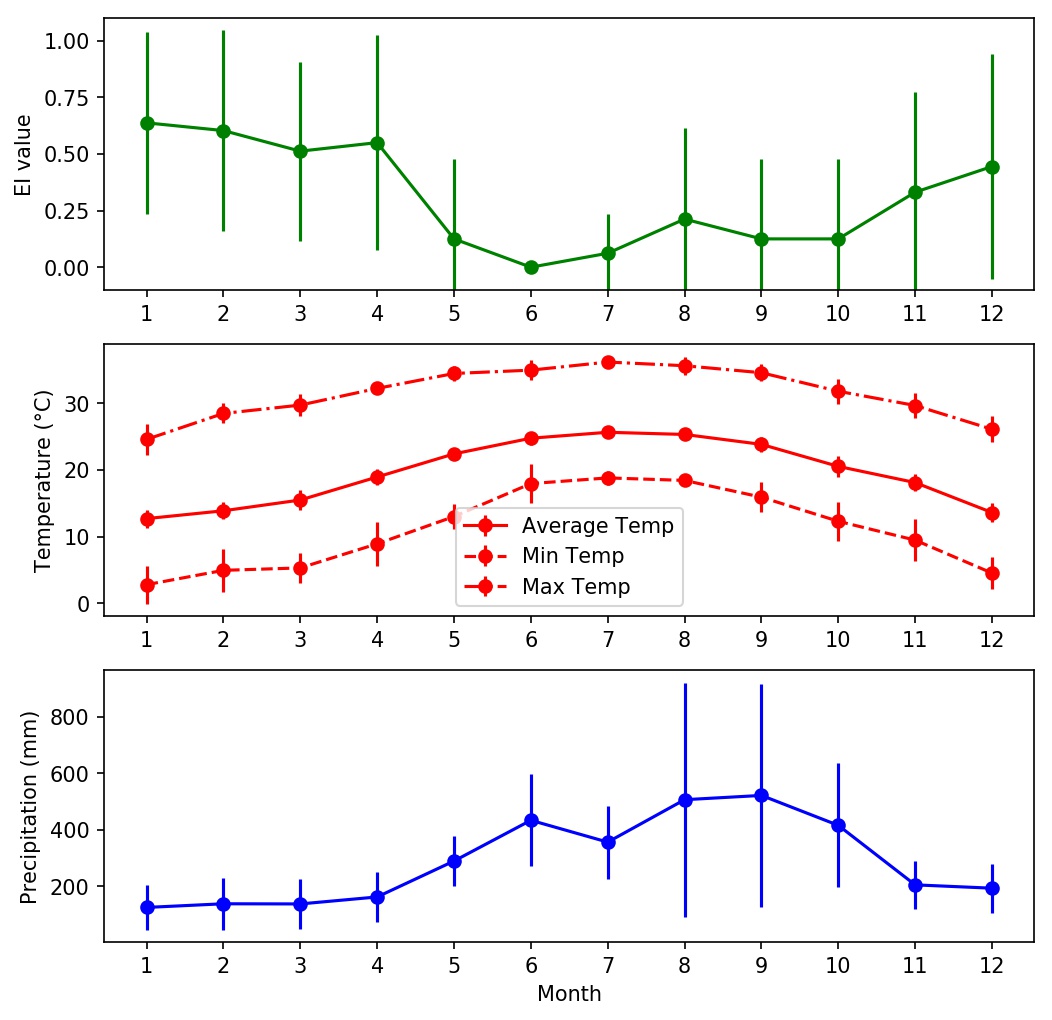 EI value
1.00
0.75
0.50
0.25
0.00
1 2 3 4 5 6 7 8 9 10 11 12
Temperature (°C)
30
20
10
0
Average Temp
Min Temp
Max Temp
1 2 3 4 5 6 7 8 9 10 11 12
Precipitation (mm)
800
600
400
200
1 2 3 4 5 6 7 8 9 10 11 12
Month